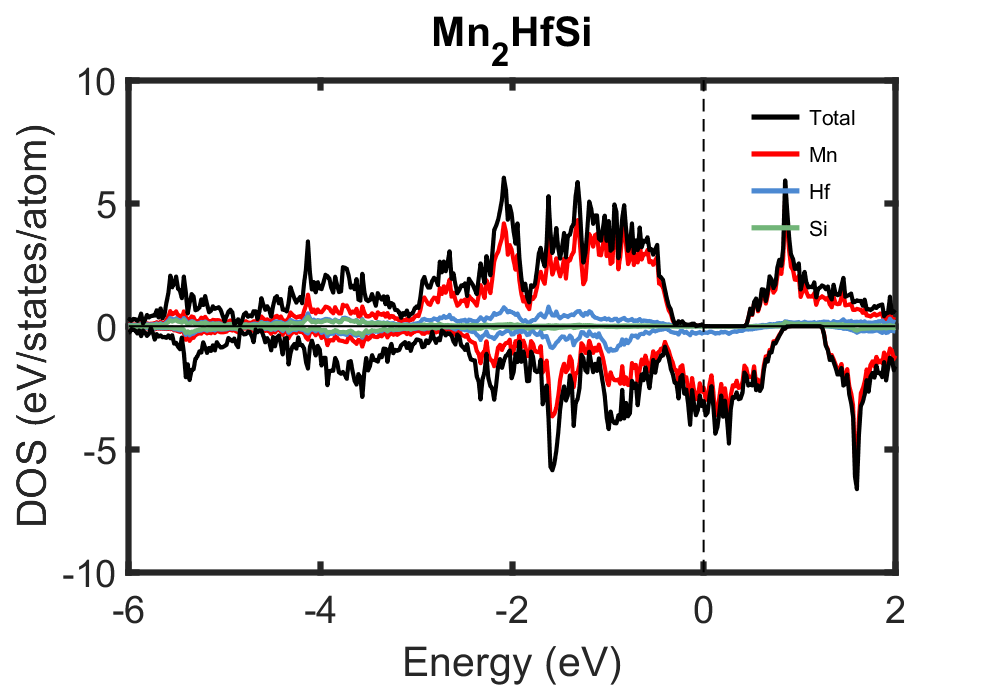 Mn₂HfSi
DOS (eV/states/atom)
10
5
0
-5
-10
Total
Mn
Hf
Si
-6 -4 -2 0 2
Energy (eV)